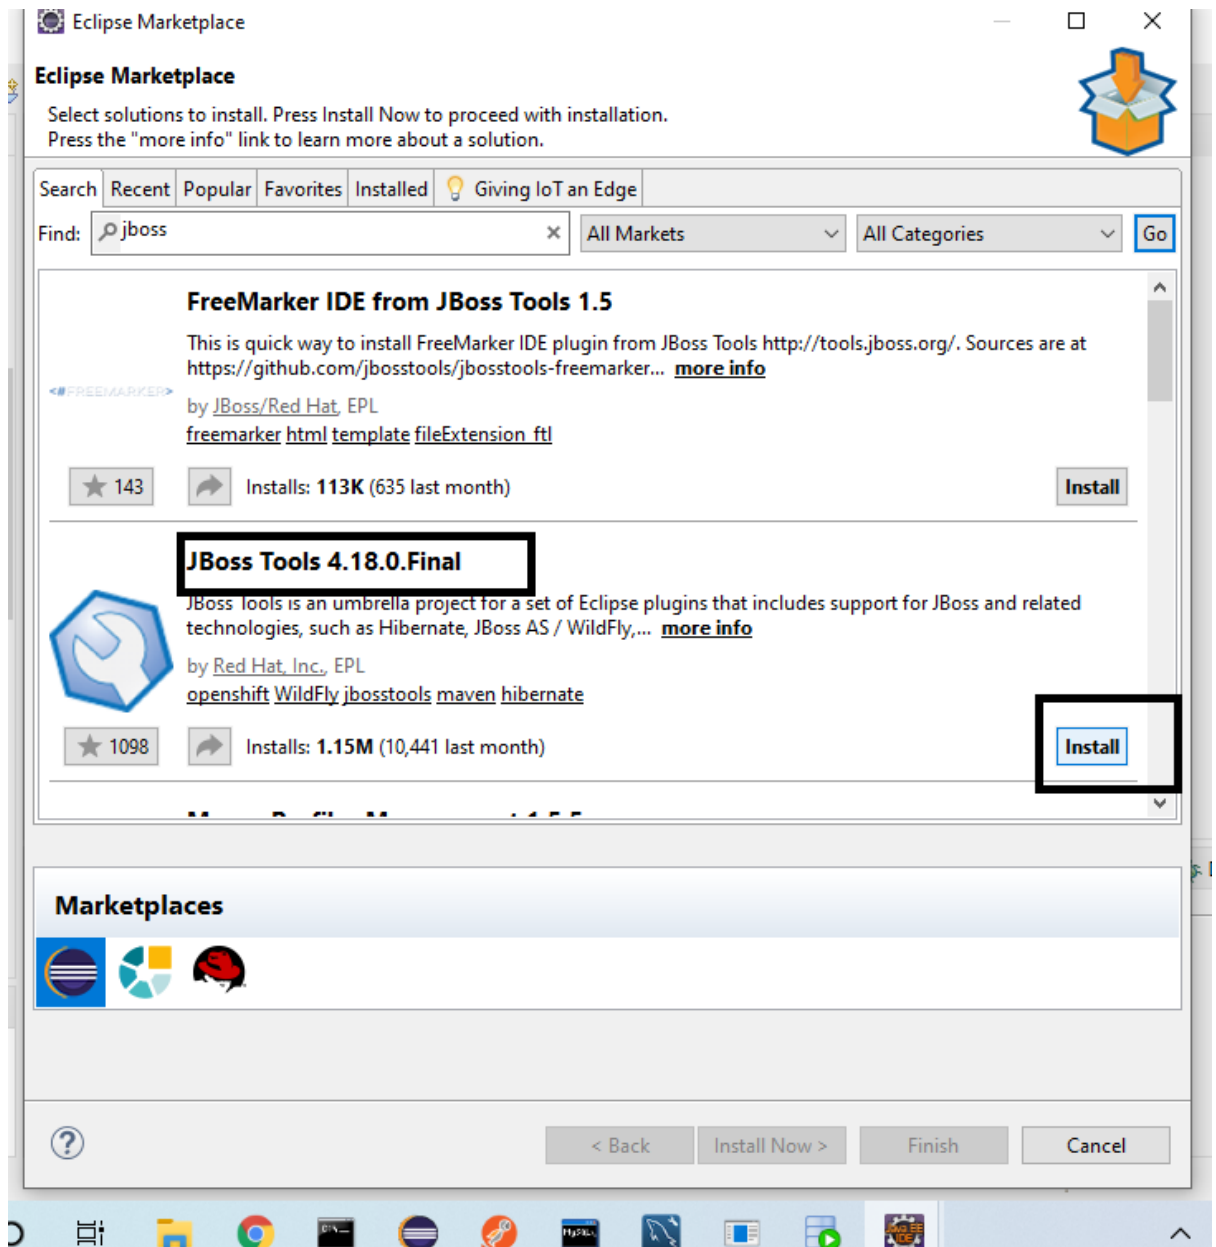 Eclipse Marketplace
Eclipse Marketplace
Select solutions to install. Press Install Now to proceed with installation.
Press the "more info" link to learn more about a solution.
Search Recent Popular Favorites Installed Giving IoT an Edge
Find: jboss All Markets All Categories Go
FreeMarker IDE from JBoss Tools 1.5
This is quick way to install FreeMarker IDE plugin from JBoss Tools http://tools.jboss.org/. Sources are at
https://github.com/jbosstools/jbosstools-freemarker... more info
<#FREEMARKER>
by JBoss/Red Hat, EPL
freemarker html template fileExtension_ftl
143 Installs: 113K (635 last month) Install
JBoss Tools 4.18.0.Final
JBoss Tools is an umbrella project for a set of Eclipse plugins that includes support for JBoss and related
technologies, such as Hibernate, JBoss AS / WildFly,... more info
by Red Hat, Inc., EPL
openshift WildFly jbosstools maven hibernate
1098 Installs: 1.15M (10,441 last month) Install
Marketplaces
< Back Install Now > Finish Cancel
MySQL
Java EE
IDE